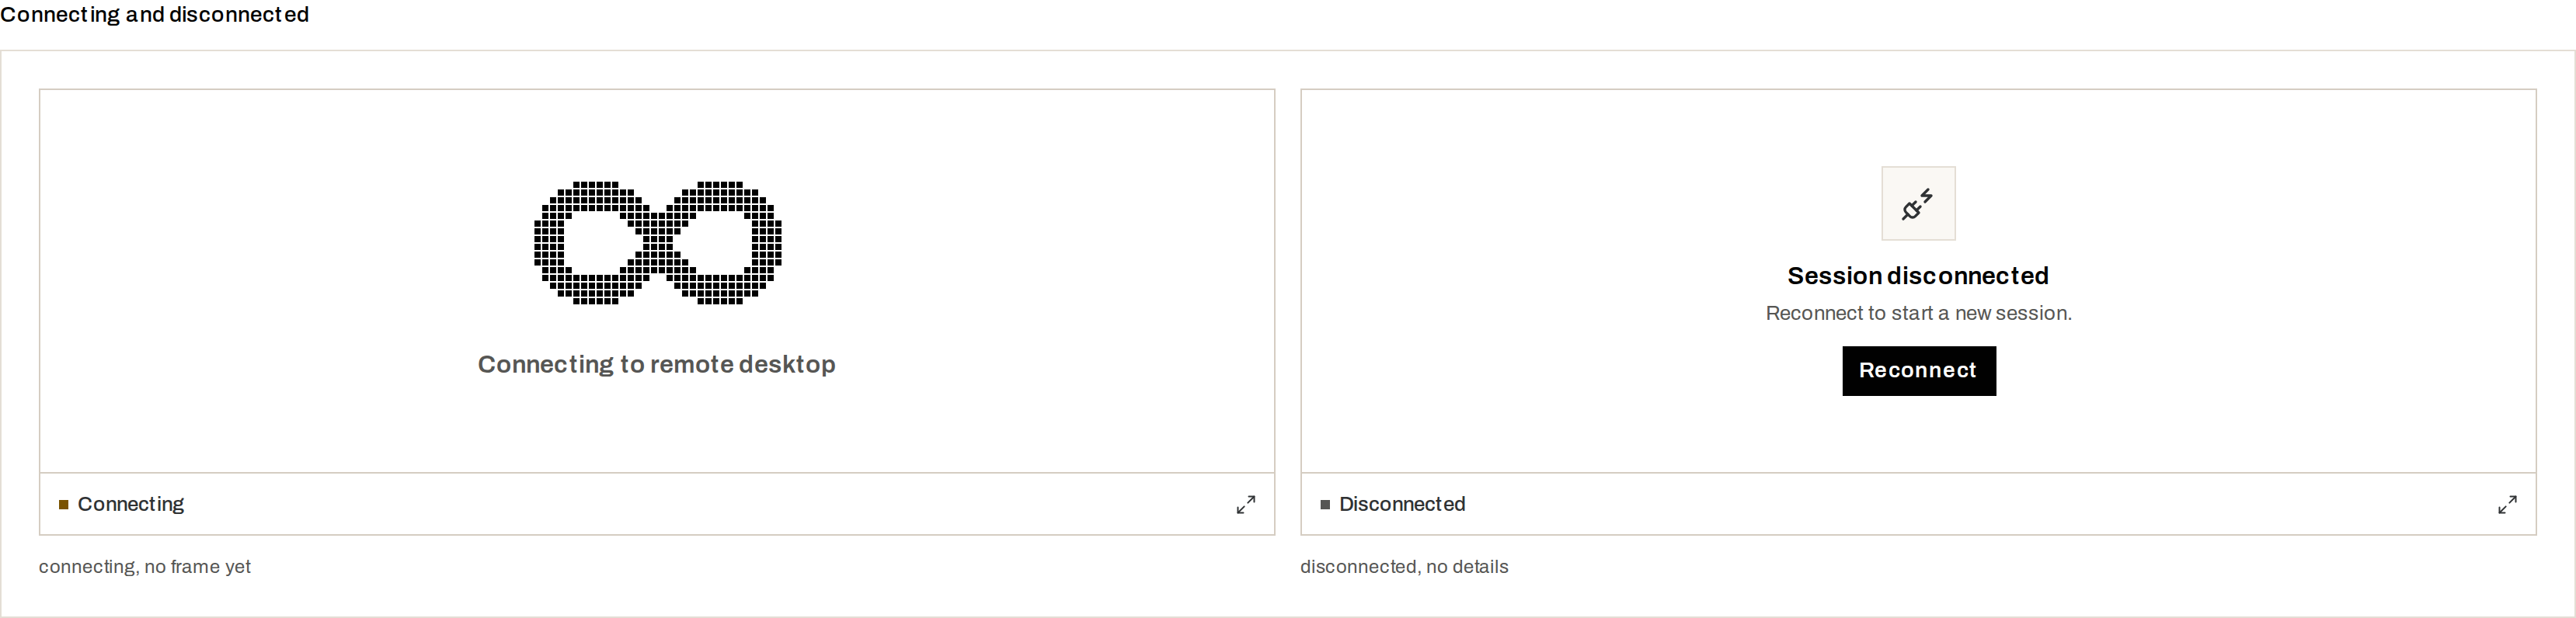 Connecting and disconnected
Connecting to remote desktop
Connecting
connecting, no frame yet
Session disconnected
Reconnect to start a new session.
Reconnect
Disconnected
disconnected, no details